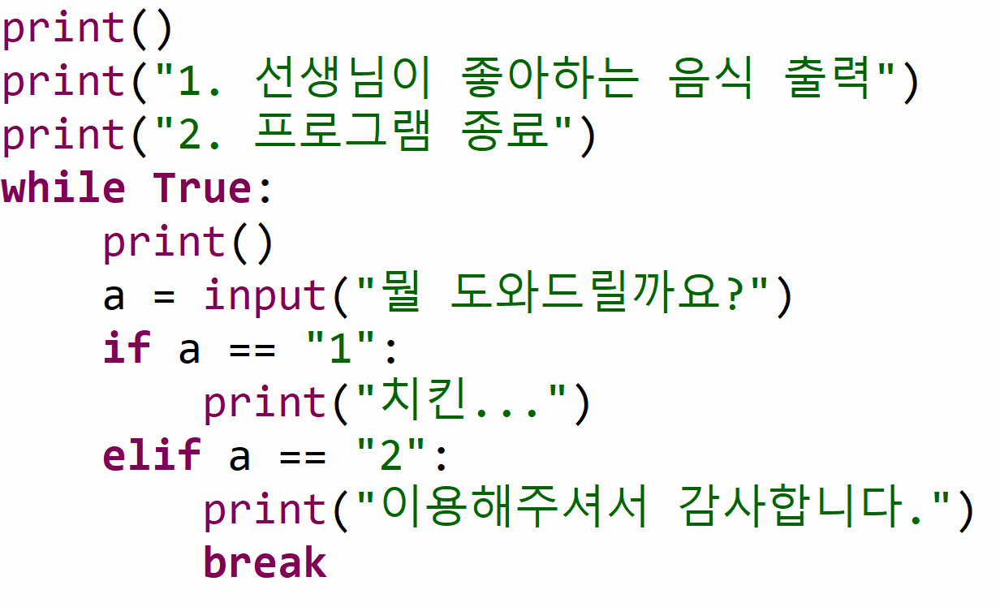 print()
print("1. 선생님이 좋아하는 음식 출력")
print("2. 프로그램 종료")
while True:
    print()
    a = input("뭘 도와드릴까요?")
    if a == "1":
        print("치킨...")
    elif a == "2":
        print("이용해주셔서 감사합니다.")
        break